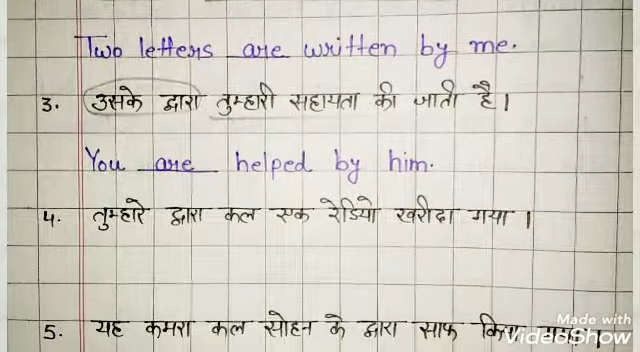 Two letters are written by me.
3. उसके द्वारा तुम्हारी सहायता की जाती है।
You are helped by him.
4. तुम्हारे द्वारा कल एक रेडियो खरीदा गया।
5. यह कमरा कल सोहन के द्वारा साफ किया
Made with
VideoShow